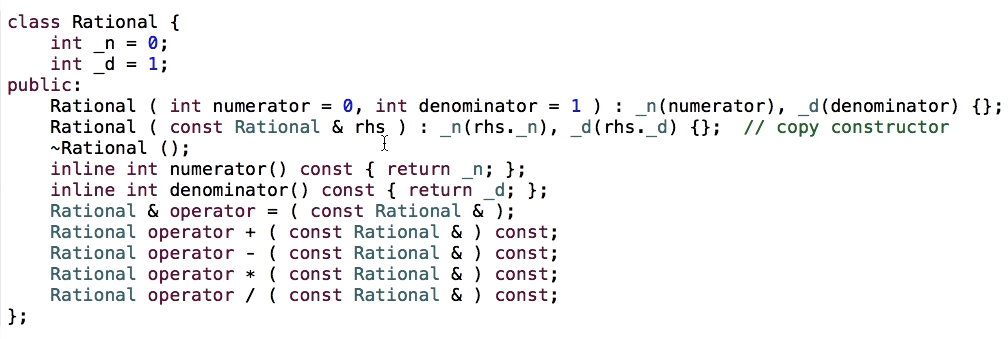 class Rational {
    int _n = 0;
    int _d = 1;
public:
    Rational ( int numerator = 0, int denominator = 1 ) : _n(numerator), _d(denominator) {};
    Rational ( const Rational & rhs ) : _n(rhs._n), _d(rhs._d) {};  // copy constructor
    ~Rational ();
    inline int numerator() const { return _n; };
    inline int denominator() const { return _d; };
    Rational & operator = ( const Rational & );
    Rational operator + ( const Rational & ) const;
    Rational operator - ( const Rational & ) const;
    Rational operator * ( const Rational & ) const;
    Rational operator / ( const Rational & ) const;
};